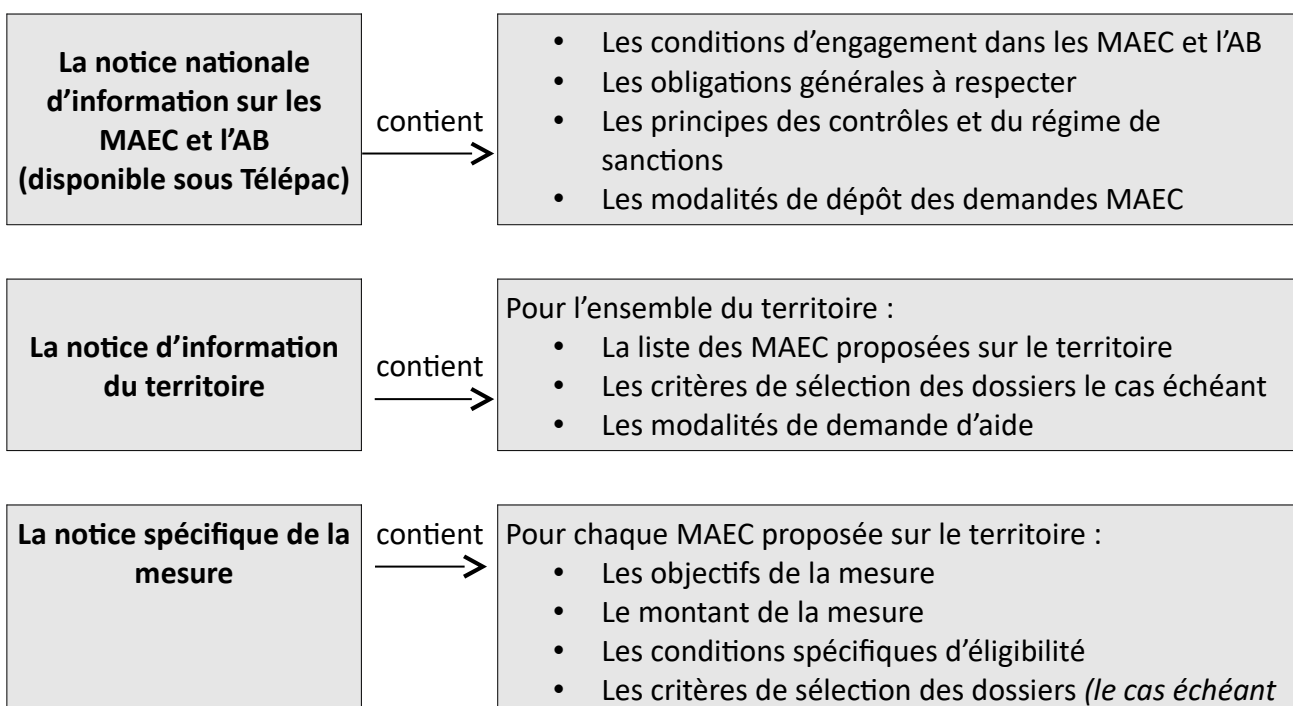 La notice nationale
d’information sur les
MAEC et l’AB
(disponible sous Télépac)
contient
• Les conditions d’engagement dans les MAEC et l’AB
• Les obligations générales à respecter
• Les principes des contrôles et du régime de
sanctions
• Les modalités de dépôt des demandes MAEC
La notice d’information
du territoire
contient
Pour l’ensemble du territoire :
• La liste des MAEC proposées sur le territoire
• Les critères de sélection des dossiers le cas échéant
• Les modalités de demande d’aide
La notice spécifique de la
mesure
contient
Pour chaque MAEC proposée sur le territoire :
• Les objectifs de la mesure
• Le montant de la mesure
• Les conditions spécifiques d’éligibilité
• Les critères de sélection des dossiers (le cas échéant